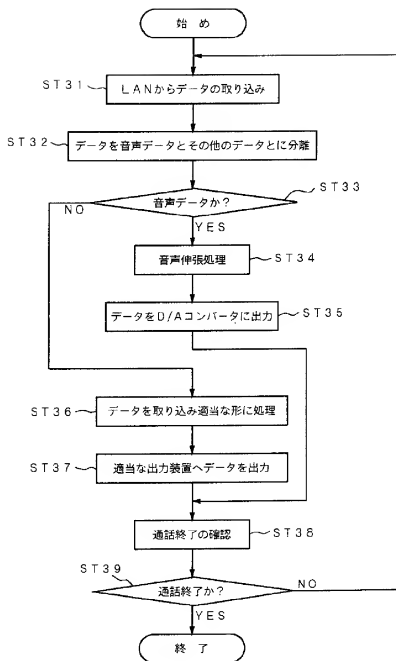 始 め
ST31
LANからデータの取り込み
ST32
データを音声データとその他のデータとに分離
ST33
音声データか?
NO
YES
音声伸張処理
ST34
データをD/Aコンバータに出力
ST35
ST36
データを取り込み適当な形に処理
ST37
適当な出力装置へデータを出力
通話終了の確認
ST38
ST39
通話終了か?
NO
YES
終 了